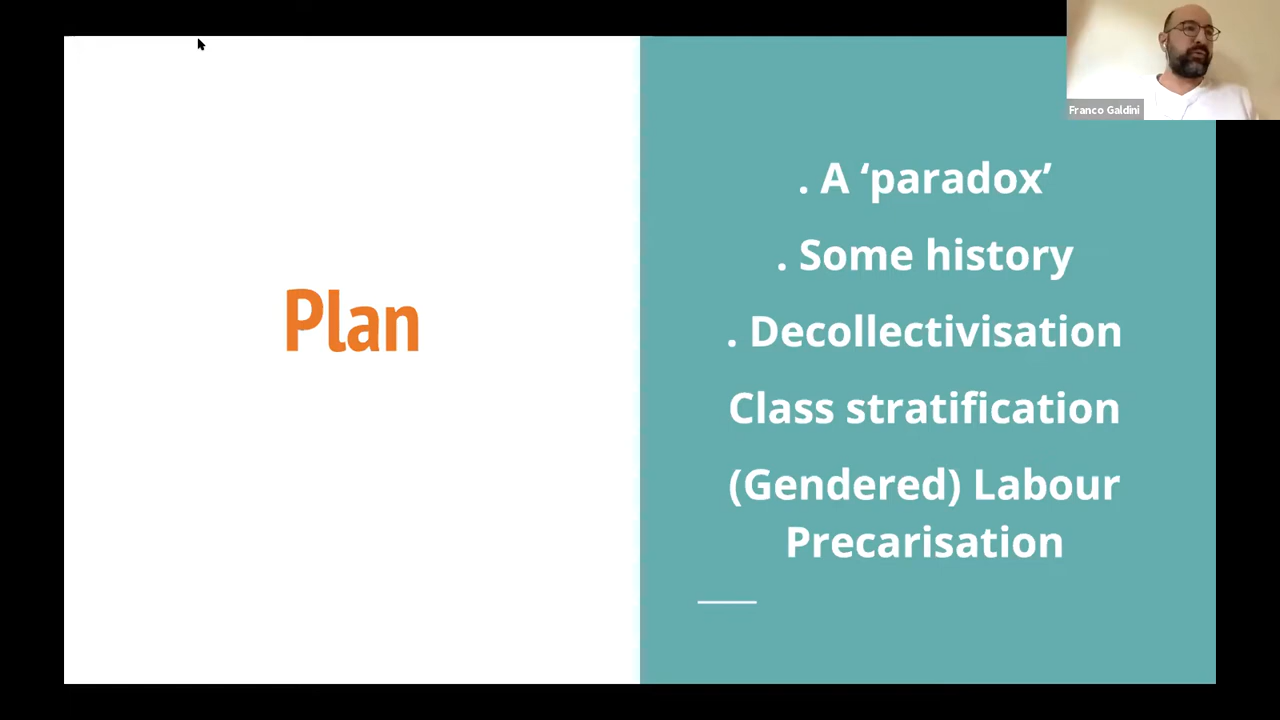 Franco Galdini
Plan
. A ‘paradox’
. Some history
. Decollectivisation
Class stratification
(Gendered) Labour
Precarisation